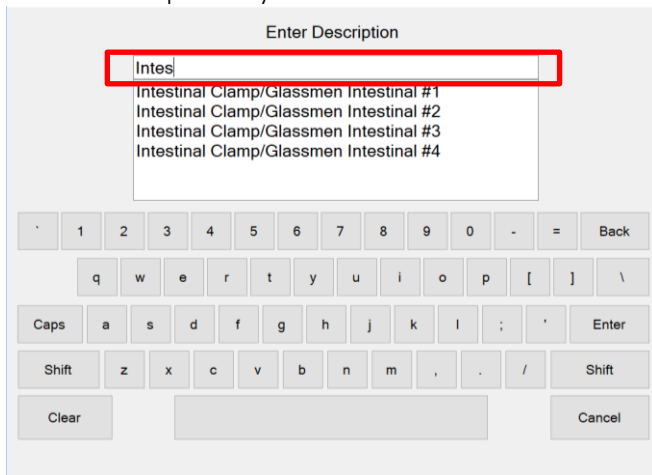 Enter Description
Intes
Intestinal Clamp/Glassmen Intestinal #1
Intestinal Clamp/Glassmen Intestinal #2
Intestinal Clamp/Glassmen Intestinal #3
Intestinal Clamp/Glassmen Intestinal #4
` 1 2 3 4 5 6 7 8 9 0 - = Back
q w e r t y u i o p [ ] \
Caps a s d f g h j k l ; ' Enter
Shift z x c v b n m , . / Shift
Clear Cancel